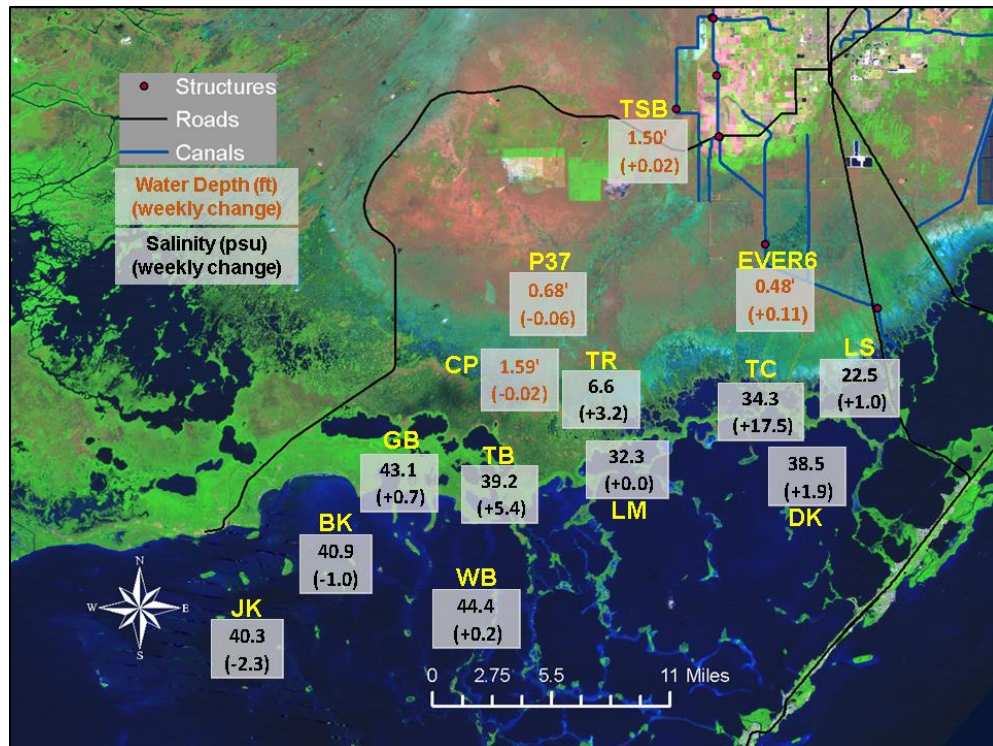 Structures
Roads
Canals
Water Depth (ft)
(weekly change)
Salinity (psu)
(weekly change)
TSB
1.50'
(+0.02)
P37
0.68'
(-0.06)
EVER6
0.48'
(+0.11)
CP
1.59'
(-0.02)
TR
6.6
(+3.2)
TC
34.3
(+17.5)
LS
22.5
(+1.0)
GB
43.1
(+0.7)
TB
39.2
(+5.4)
32.3
(+0.0)
LM
38.5
(+1.9)
DK
BK
40.9
(-1.0)
WB
44.4
(+0.2)
JK
40.3
(-2.3)
N
W E
S
0 2.75 5.5 11 Miles